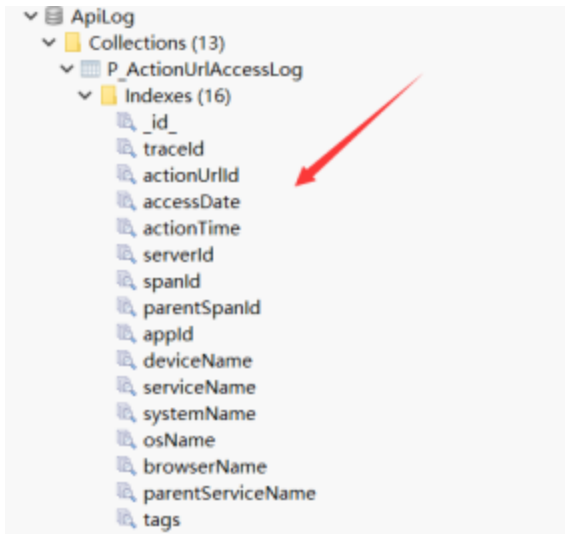 ApiLog
Collections (13)
P_ActionUrlAccessLog
Indexes (16)
_id_
traceId
actionUrlId
accessDate
actionTime
serverId
spanId
parentSpanId
appId
deviceName
serviceName
systemName
osName
browserName
parentServiceName
tags